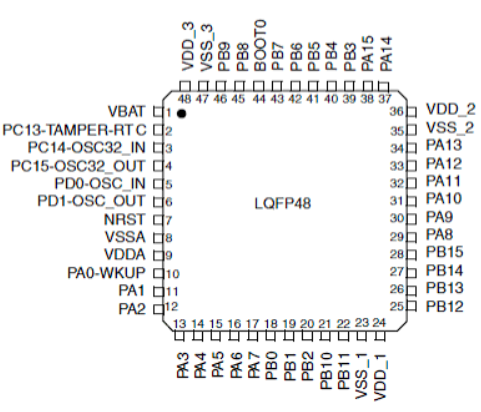 VDD_3
VSS_3
PB9
PB8
BOOT0
PB7
PB6
PB5
PB4
PB3
PA15
PA14
48 47 46 45 44 43 42 41 40 39 38 37
VBAT 1
PC13-TAMPER-RTC 2
PC14-OSC32_IN 3
PC15-OSC32_OUT 4
PD0-OSC_IN 5
PD1-OSC_OUT 6
NRST 7
VSSA 8
VDDA 9
PA0-WKUP 10
PA1 11
PA2 12
LQFP48
36 VDD_2
35 VSS_2
34 PA13
33 PA12
32 PA11
31 PA10
30 PA9
29 PA8
28 PB15
27 PB14
26 PB13
25 PB12
13 14 15 16 17 18 19 20 21 22 23 24
PA3
PA4
PA5
PA6
PA7
PB0
PB1
PB2
PB10
PB11
VSS_1
VDD_1